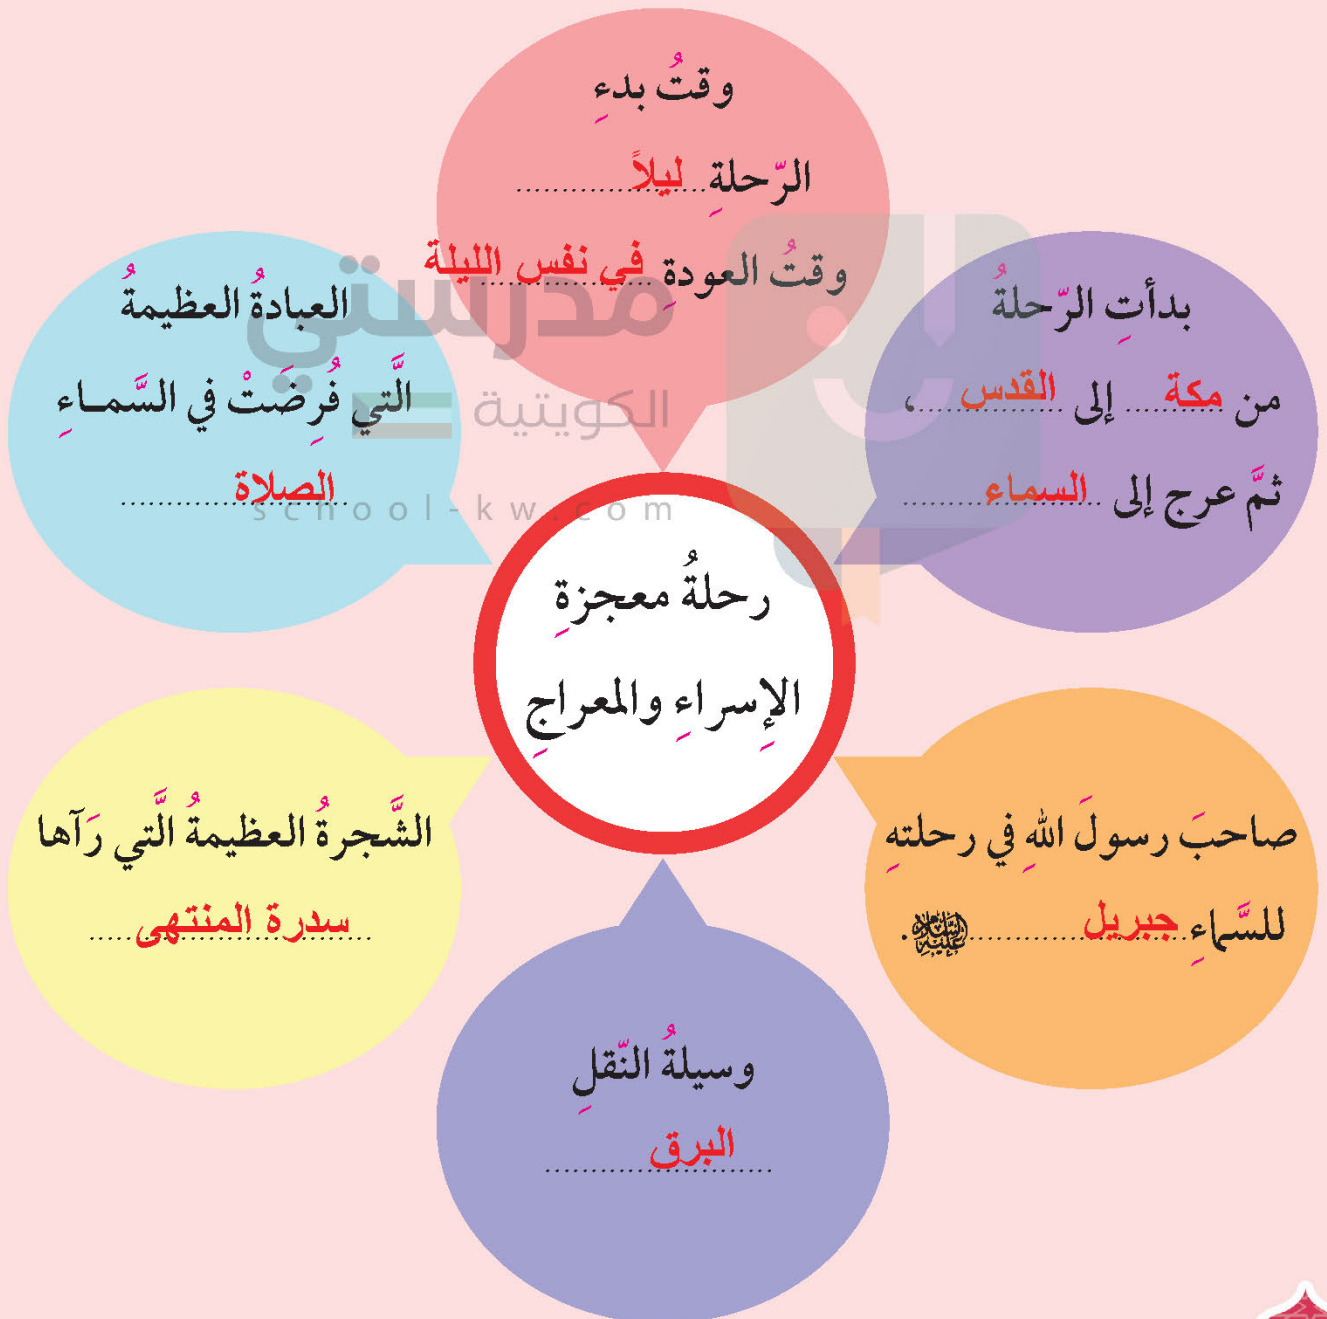 وقتُ بدءِ
الرّحلةِ ليلاً
وقتُ العودةِ في نفس الليلة
بدأتِ الرّحلةُ
من مكة إلى القدس،
ثمَّ عرج إلى السماء
العبادةُ العظيمةُ
الَّتي فُرِضَتْ في السَّماءِ
الصلاة
مدرستي
الكويتية
school-kw.com
رحلةُ معجزةِ
الإِسراءِ والمعراجِ
صاحبَ رسولَ اللهِ في رحلتهِ
للسَّماءِ جبريل عليه السلام.
الشَّجرةُ العظيمةُ الَّتي رَآها
سدرة المنتهى
وسيلةُ النّقلِ
البرق